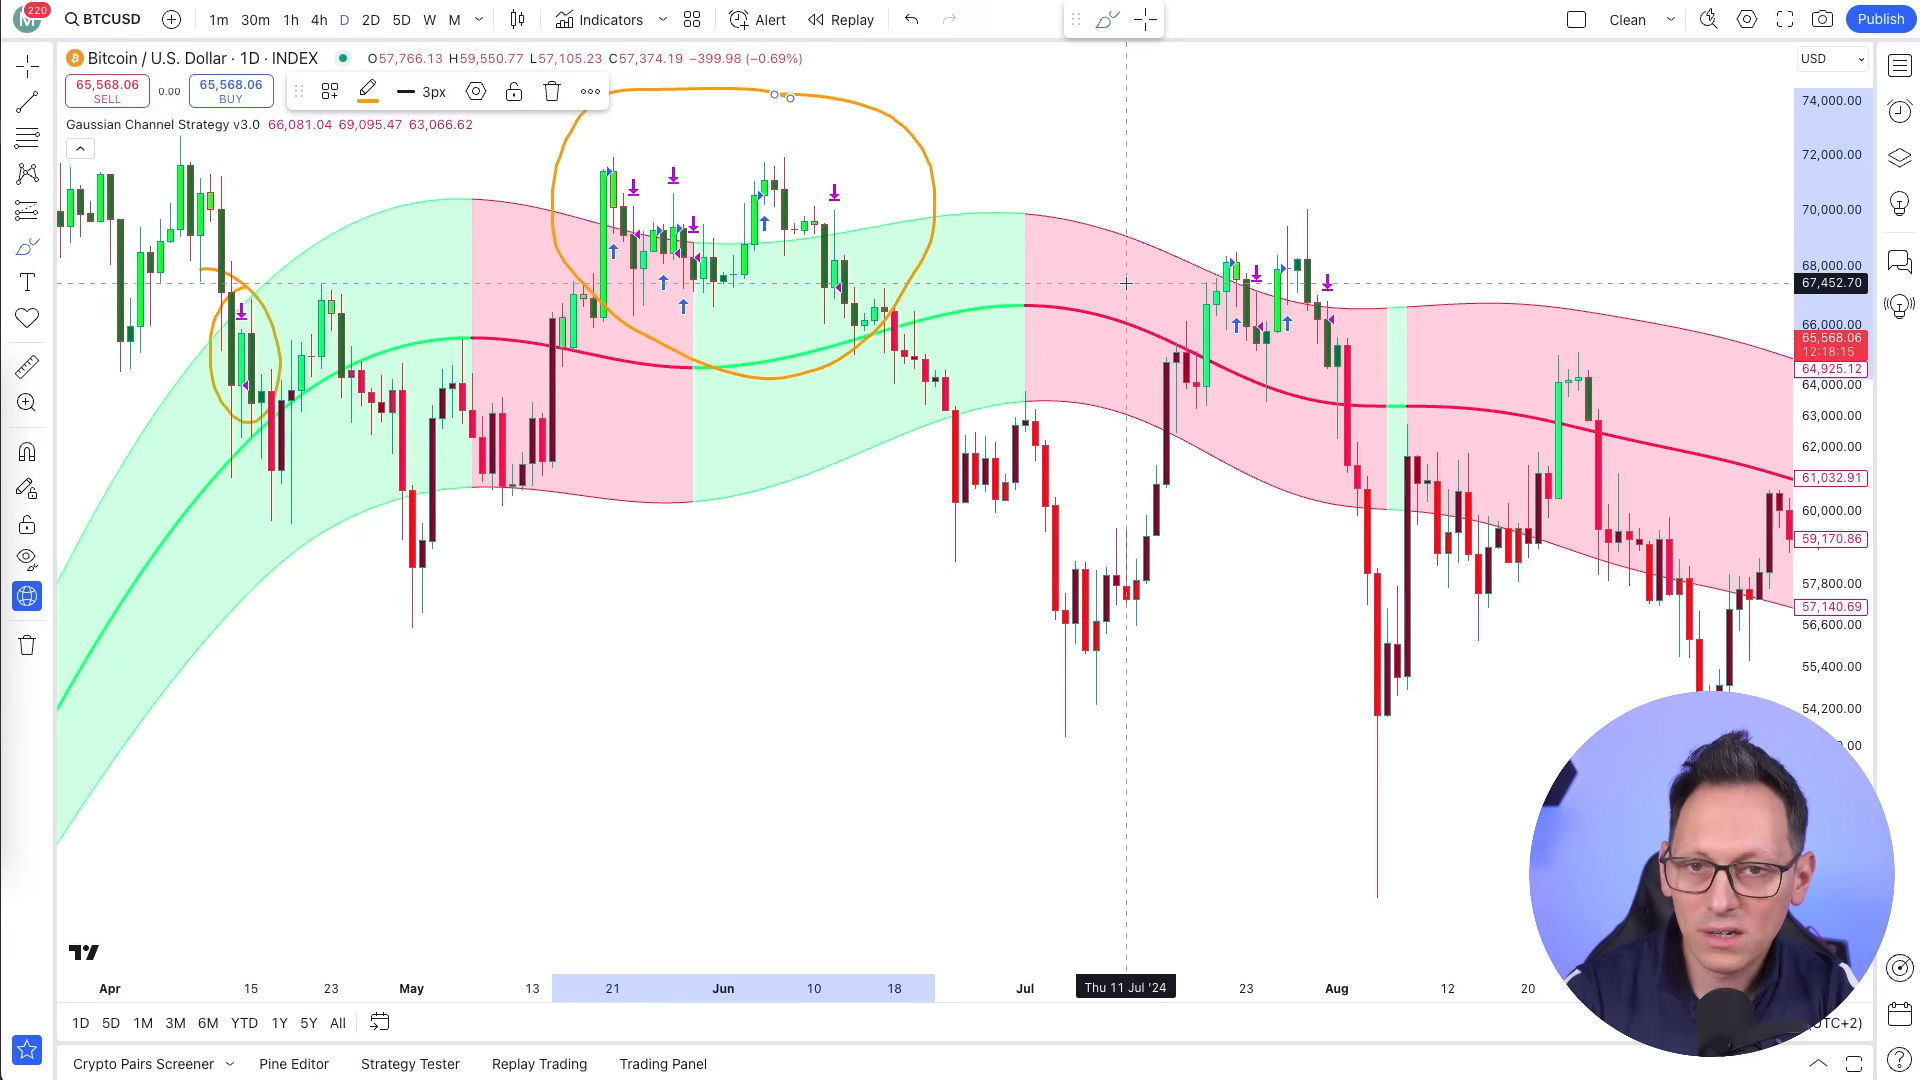 M 220 BTCUSD 1m 30m 1h 4h D 2D 5D W M Indicators Alert Replay Clean Publish
Bitcoin / U.S. Dollar · 1D · INDEX O57,766.13 H59,550.77 L57,105.23 C57,374.19 −399.98 (−0.69%)
USD
65,568.06 SELL
0.00
65,568.06 BUY
3px
Gaussian Channel Strategy v3.0 66,081.04 69,095.47 63,066.62
74,000.00
72,000.00
70,000.00
68,000.00
67,452.70
66,000.00
65,568.06
12:18:15
64,925.12
64,000.00
63,000.00
62,000.00
61,032.91
60,000.00
59,170.86
57,800.00
57,140.69
56,600.00
55,400.00
54,200.00
Apr 15 23 May 13 21 Jun 10 18 Jul Thu 11 Jul '24 23 Aug 12 20
1D 5D 1M 3M 6M YTD 1Y 5Y All
Crypto Pairs Screener Pine Editor Strategy Tester Replay Trading Trading Panel